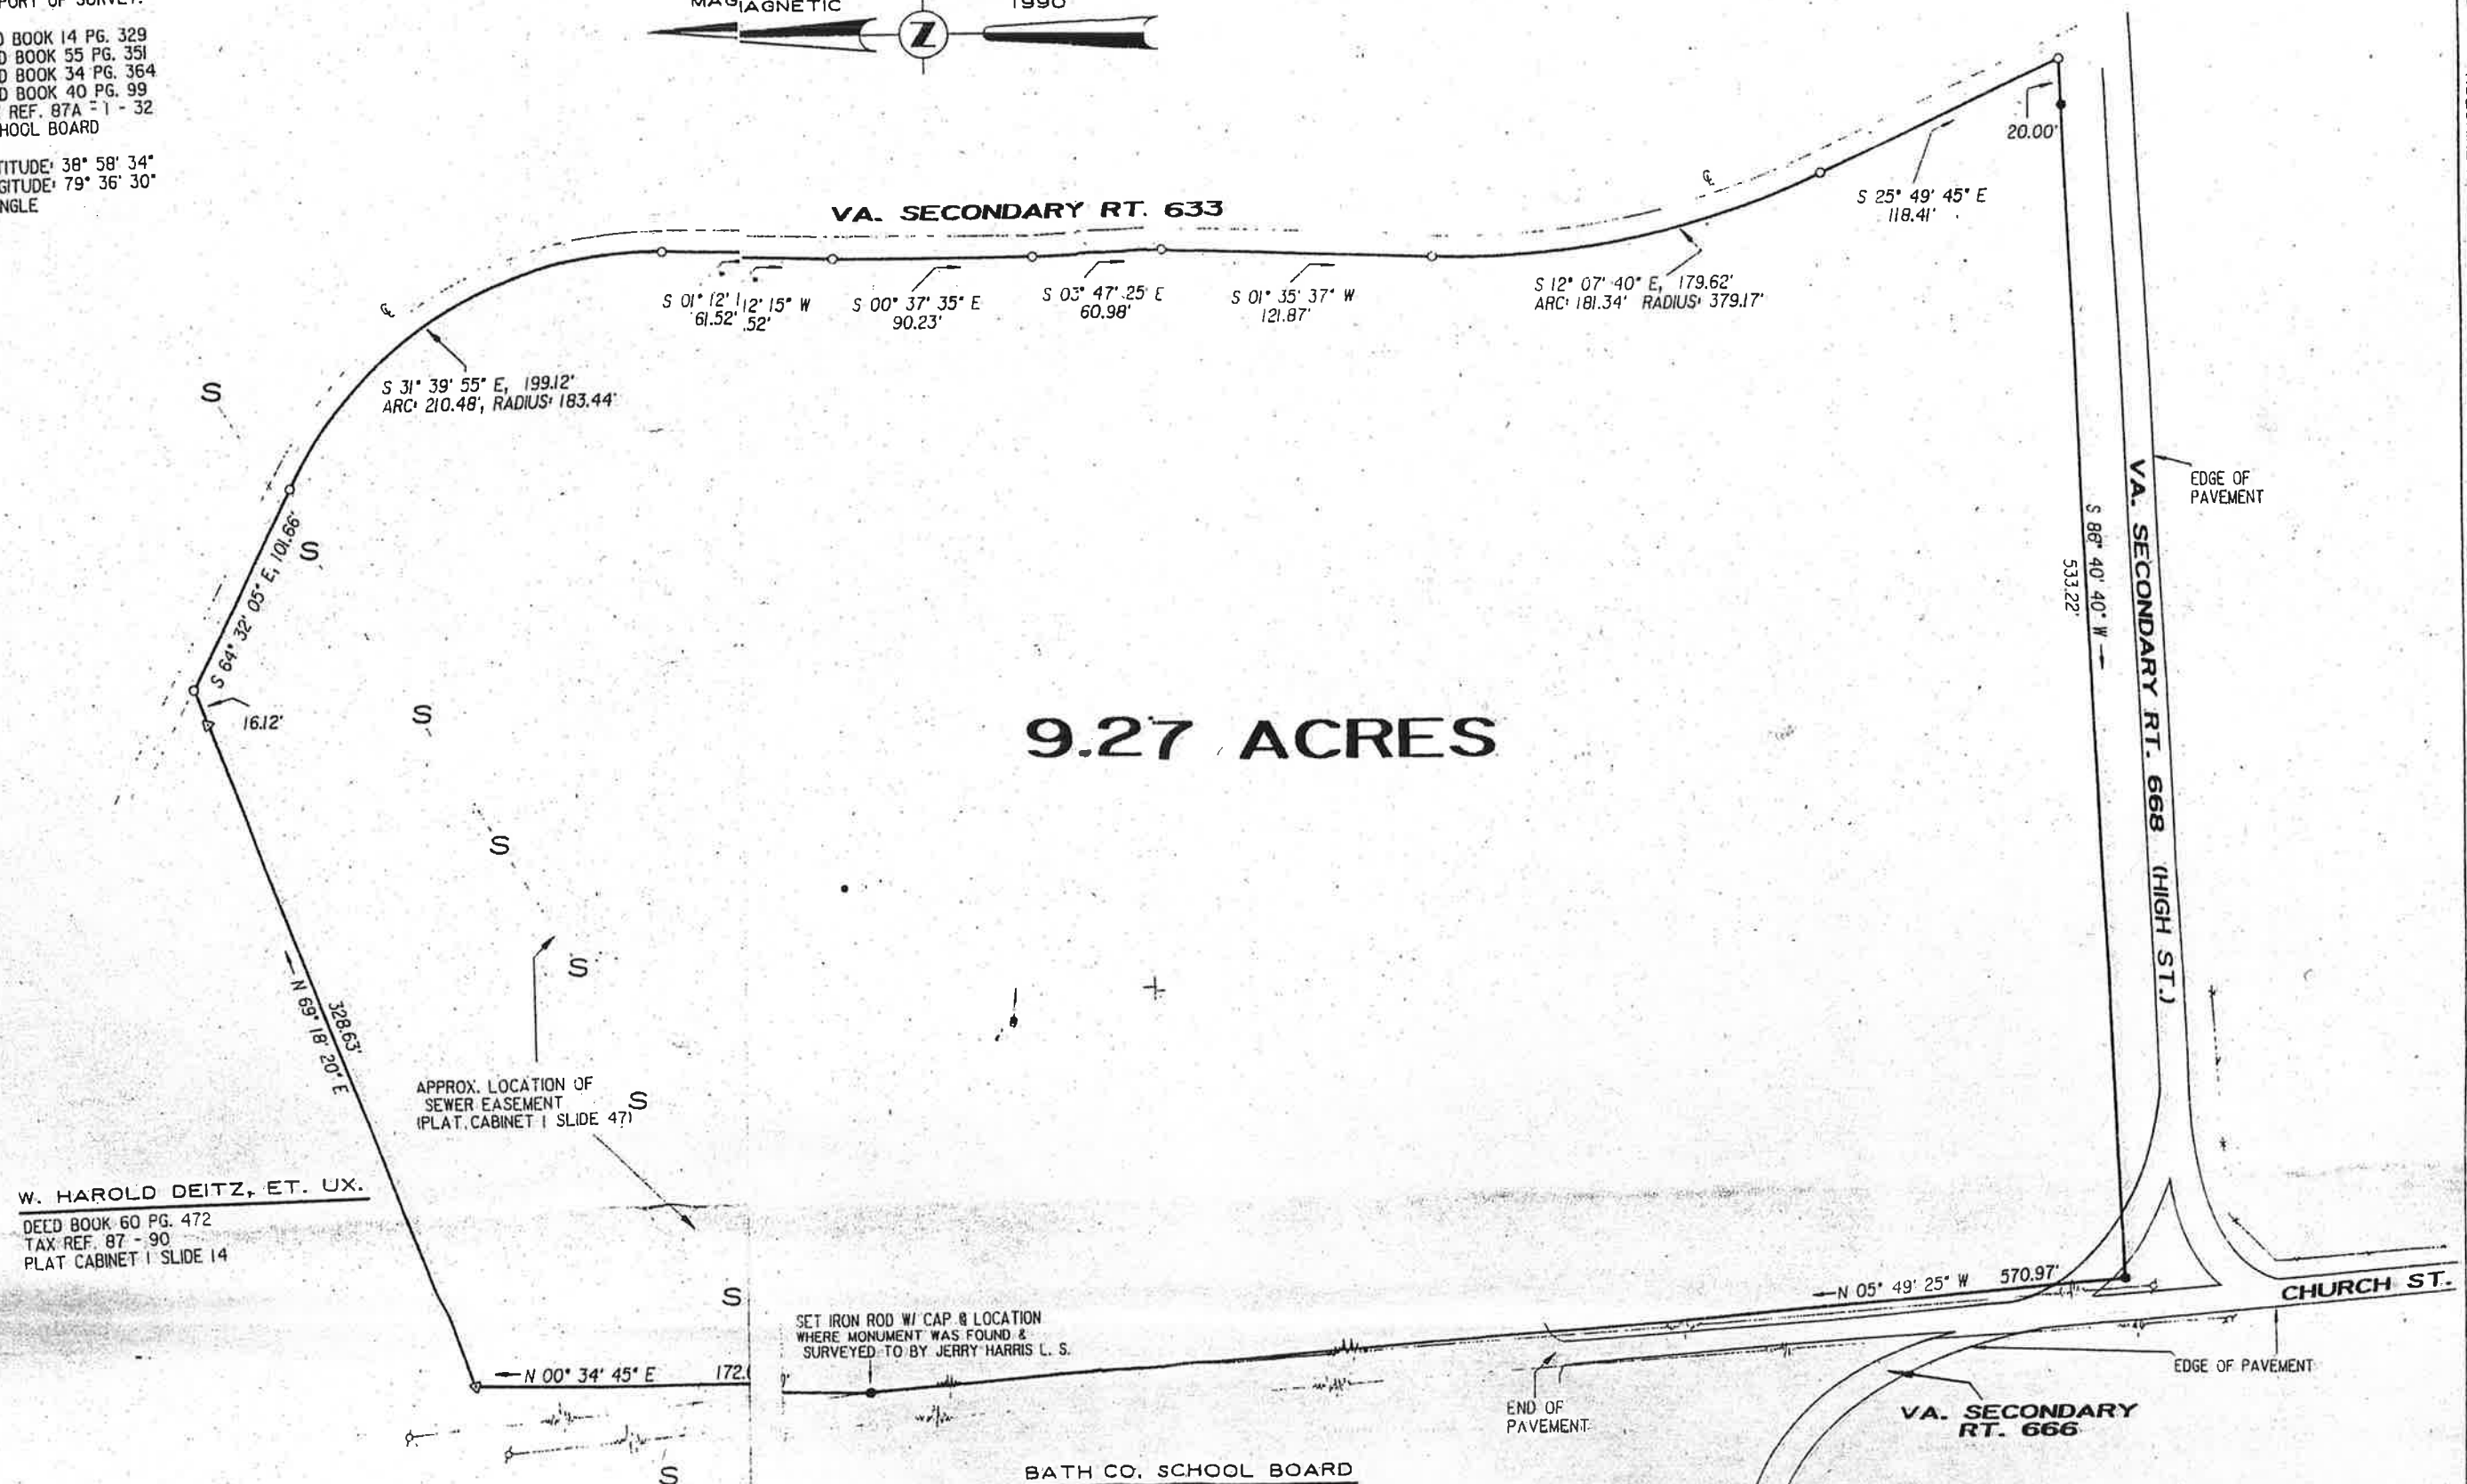 BOOK 14 PG. 329
BOOK 55 PG. 351
BOOK 34 PG. 364
BOOK 40 PG. 99
REF. 87A - 1 - 32
BOARD
38° 58' 34"
79° 36' 30"
MAGIAGNETIC
1990
Z
VA. SECONDARY RT. 633
20.00'
S 25° 49' 45" E
118.41'
S 01° 12' 12' 15" W
61.52' .52'
S 00° 37' 35" E
90.23'
S 03° 47' 25" E
60.98'
S 01° 35' 37" W
121.87'
S 12° 07' 40" E, 179.62'
ARC: 181.34' RADIUS: 379.17'
S 31° 39' 55" E, 199.12'
ARC: 210.48', RADIUS: 183.44'
S
S
S
S
S
S
S
S
S 64° 32' 05" E, 101.66'
16.12'
9.27 ACRES
EDGE OF
PAVEMENT
S 86° 40' 40" W
533.22'
VA. SECONDARY RT. 668 (HIGH ST.)
328.63'
N 69° 18' 20" E
APPROX. LOCATION OF
SEWER EASEMENT
(PLAT CABINET 1 SLIDE 47)
W. HAROLD DEITZ, ET. UX.
DEED BOOK 60 PG. 472
TAX REF. 87 - 90
PLAT CABINET 1 SLIDE 14
SET IRON ROD W/ CAP @ LOCATION
WHERE MONUMENT WAS FOUND &
SURVEYED TO BY JERRY HARRIS L. S.
N 05° 49' 25" W 570.97'
CHURCH ST.
N 00° 34' 45" E 172.
END OF
PAVEMENT
EDGE OF PAVEMENT
VA. SECONDARY
RT. 666
BATH CO. SCHOOL BOARD